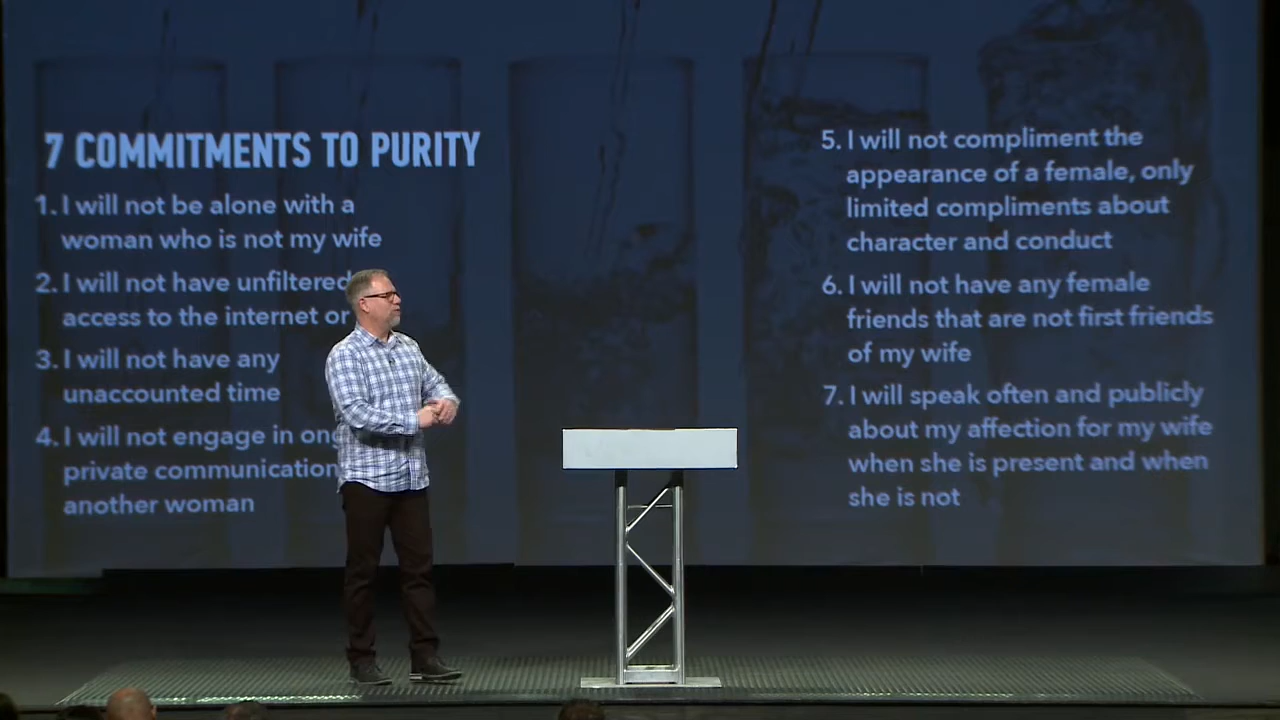 7 COMMITMENTS TO PURITY
1. I will not be alone with a
woman who is not my wife
2. I will not have unfiltered
access to the internet or
3. I will not have any
unaccounted time
4. I will not engage in
private communication
another woman
5. I will not compliment the
appearance of a female, only
limited compliments about
character and conduct
6. I will not have any female
friends that are not first friends
of my wife
7. I will speak often and publicly
about my affection for my wife
when she is present and when
she is not